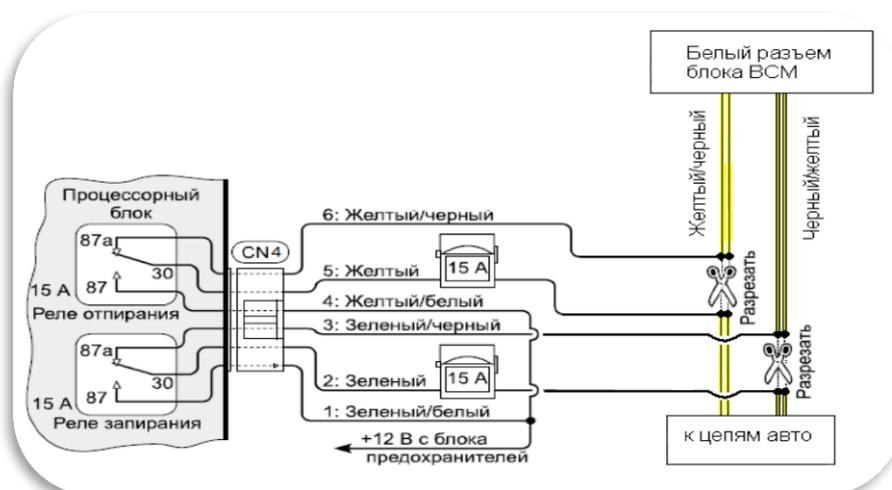 Белый разъем
блока BCM
Желтый/черный
Черный/желтый
Процессорный
блок
87а
30
15 А
87
Реле отпирания
87а
30
15 А
87
Реле запирания
CN4
6: Желтый/черный
5: Желтый
15 А
4: Желтый/белый
3: Зеленый/черный
2: Зеленый
15 А
1: Зеленый/белый
+12 В с блока
предохранителей
Разрезать
Разрезать
к цепям авто